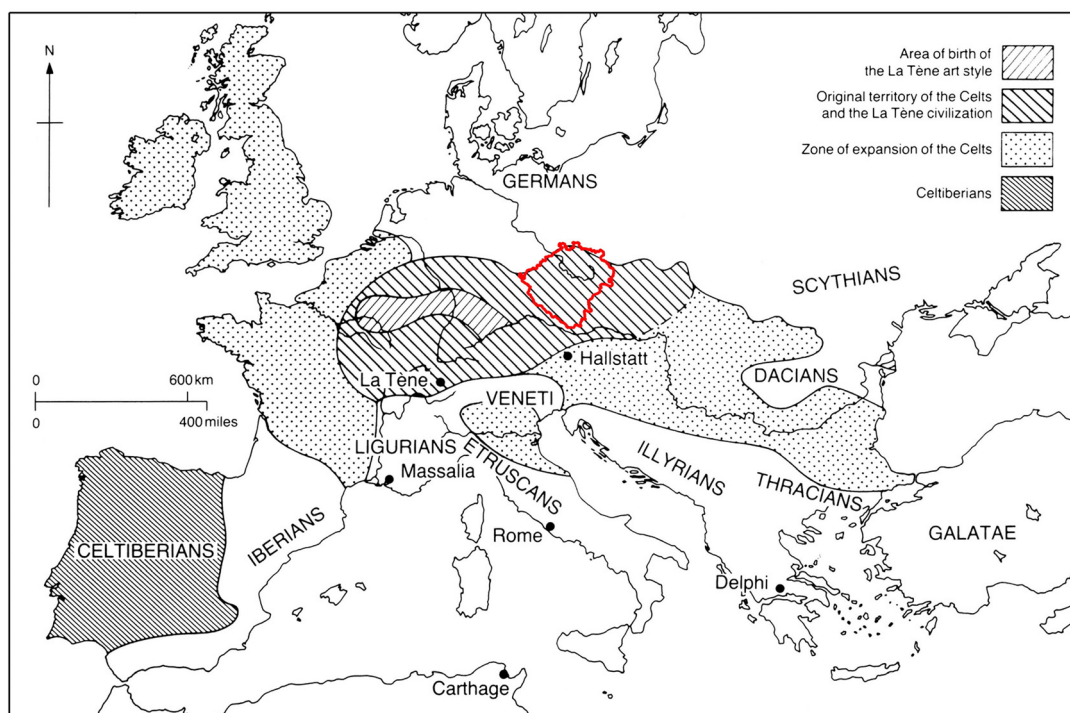 N
Area of birth of
the La Tène art style
Original territory of the Celts
and the La Tène civilization
Zone of expansion of the Celts
Celtiberians
GERMANS
SCYTHIANS
0 600 km
0 400 miles
Hallstatt
La Tène
DACIANS
VENETI
LIGURIANS
Massalia
ETRUSCANS
ILLYRIANS
THRACIANS
CELTIBERIANS
IBERIANS
Rome
GALATAE
Delphi
Carthage